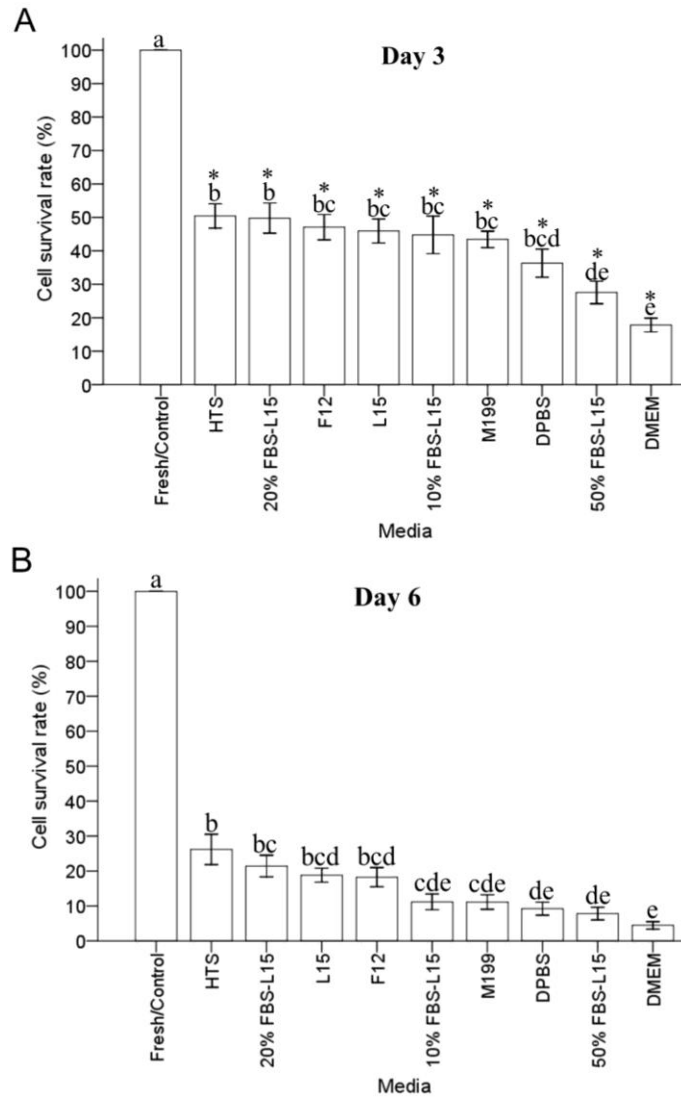 A
Day 3
Cell survival rate (%)
100
90
80
70
60
50
40
30
20
10
0
a
*
b
*
b
*
bc
*
bc
*
bc
*
bc
*
bcd
*
de
*
e
Fresh/Control
HTS
20% FBS-L15
F12
L15
10% FBS-L15
M199
DPBS
50% FBS-L15
DMEM
Media
B
Day 6
Cell survival rate (%)
100
90
80
70
60
50
40
30
20
10
0
a
b
bc
bcd
bcd
cde
cde
de
de
e
Fresh/Control
HTS
20% FBS-L15
L15
F12
10% FBS-L15
M199
DPBS
50% FBS-L15
DMEM
Media